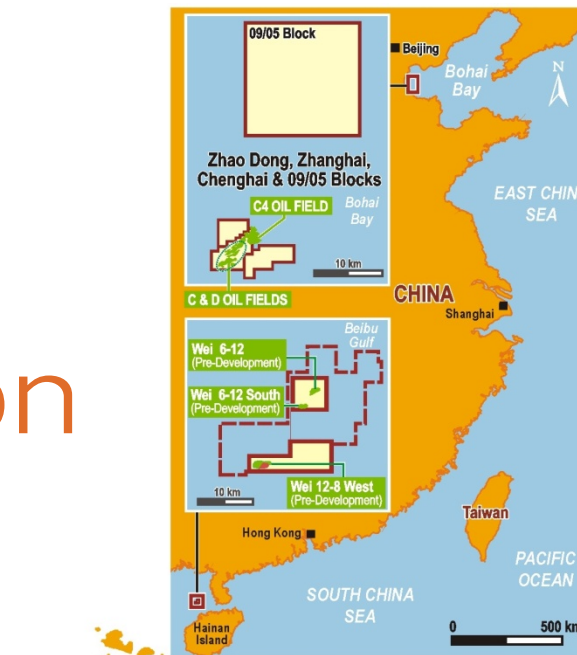 09/05 Block
Beijing
Bohai
Bay
N
Zhao Dong, Zhanghai,
Chenghai & 09/05 Blocks
C4 OIL FIELD
Bohai
Bay
10 km
C & D OIL FIELDS
EAST CHIN
SEA
CHINA
Shanghai
Beibu
Gulf
Wei 6-12
(Pre-Development)
Wei 6-12 South
(Pre-Development)
on
Wei 12-8 West
(Pre-Development)
10 km
Taiwan
Hong Kong
PACIFIC
OCEAN
SOUTH CHINA
SEA
Hainan
Island
0 500 km